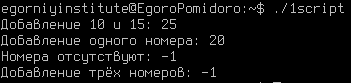 egorniyinstitute@EgoroPomidoro:~$ ./1script
Добавление 10 и 15: 25
Добавление одного номера: 20
Номера отсутствуют: -1
Добавление трёх номеров: -1